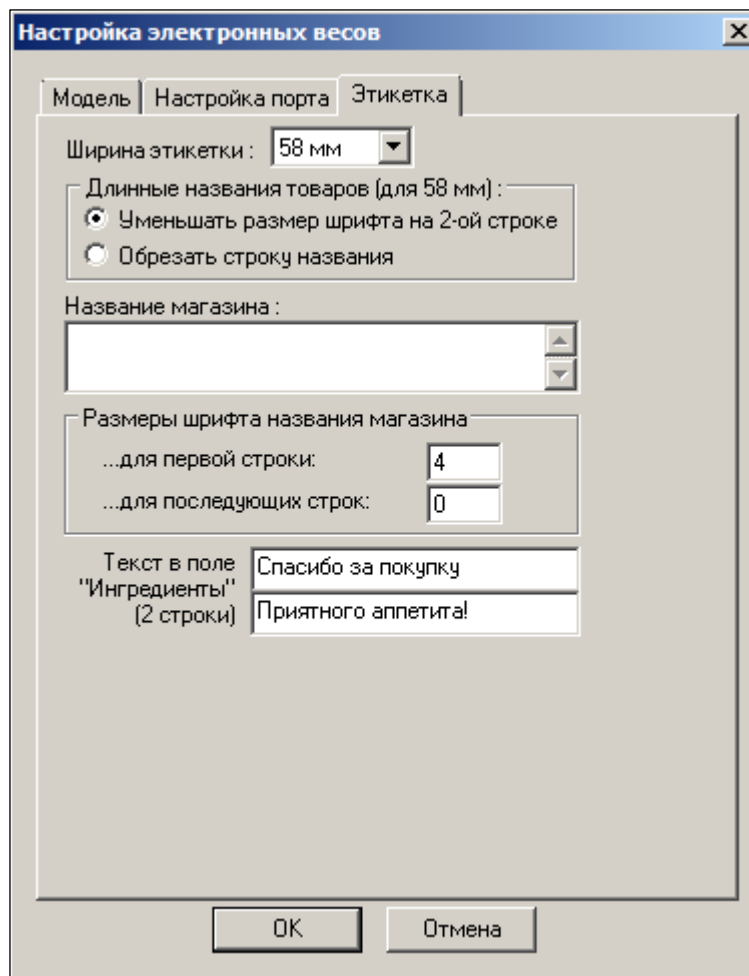 Настройка электронных весов
Модель
Настройка порта
Этикетка
Ширина этикетки :
58 мм
Длинные названия товаров (для 58 мм) :
Уменьшать размер шрифта на 2-ой строке
Обрезать строку названия
Название магазина :
Размеры шрифта названия магазина
...для первой строки:
4
...для последующих строк:
0
Текст в поле
"Ингредиенты"
(2 строки)
Спасибо за покупку
Приятного аппетита!
OK
Отмена